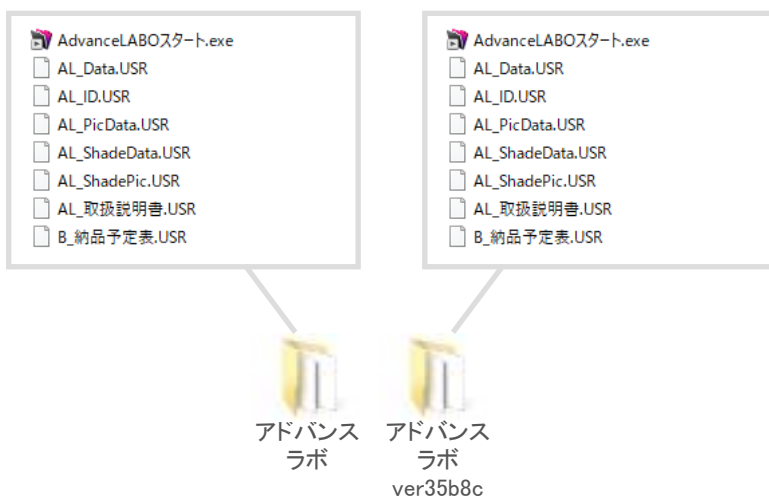 AdvanceLABOスタート.exe
AL_Data.USR
AL_ID.USR
AL_PicData.USR
AL_ShadeData.USR
AL_ShadePic.USR
AL_取扱説明書.USR
B_納品予定表.USR
AdvanceLABOスタート.exe
AL_Data.USR
AL_ID.USR
AL_PicData.USR
AL_ShadeData.USR
AL_ShadePic.USR
AL_取扱説明書.USR
B_納品予定表.USR
アドバンス
ラボ
アドバンス
ラボ
ver35b8c